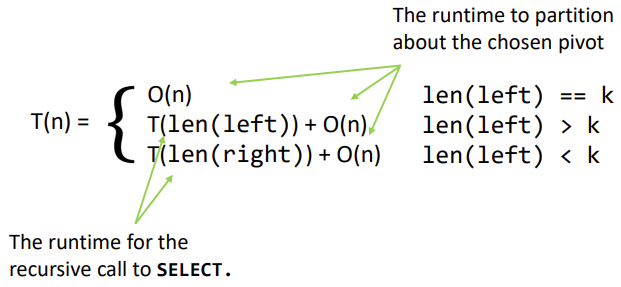 The runtime to partition
about the chosen pivot
T(n) = {
O(n) len(left) == k
T(len(left)) + O(n) len(left) > k
T(len(right)) + O(n) len(left) < k
The runtime for the
recursive call to SELECT.